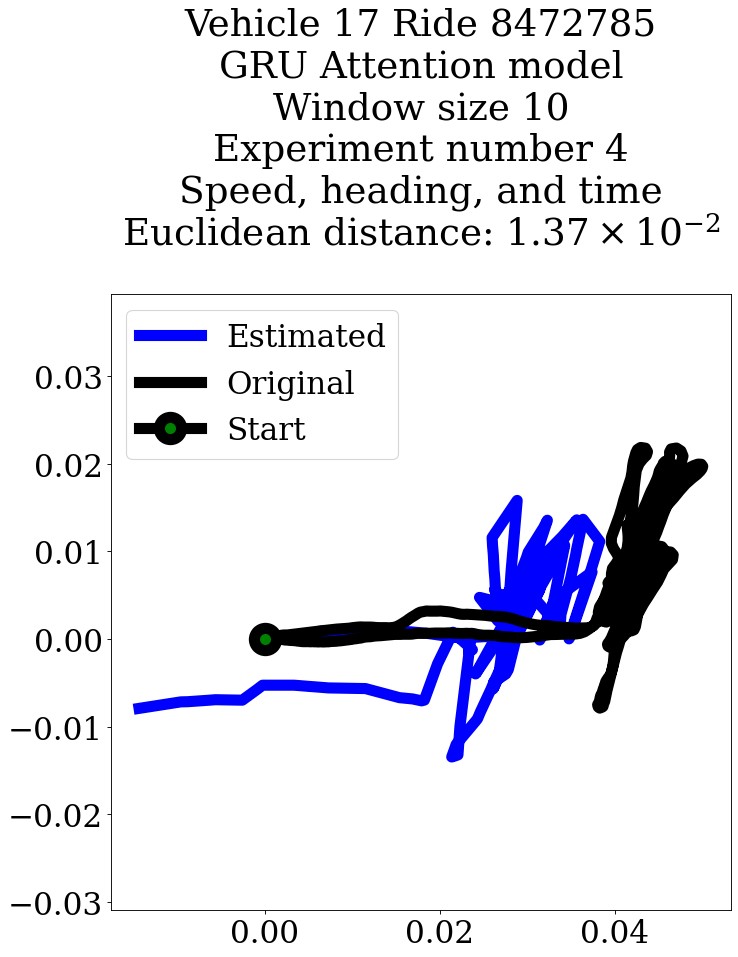 Vehicle 17 Ride 8472785
GRU Attention model
Window size 10
Experiment number 4
Speed, heading, and time
Euclidean distance: 1.37 × 10⁻²
Estimated
Original
Start
0.03
0.02
0.01
0.00
−0.01
−0.02
−0.03
0.00 0.02 0.04